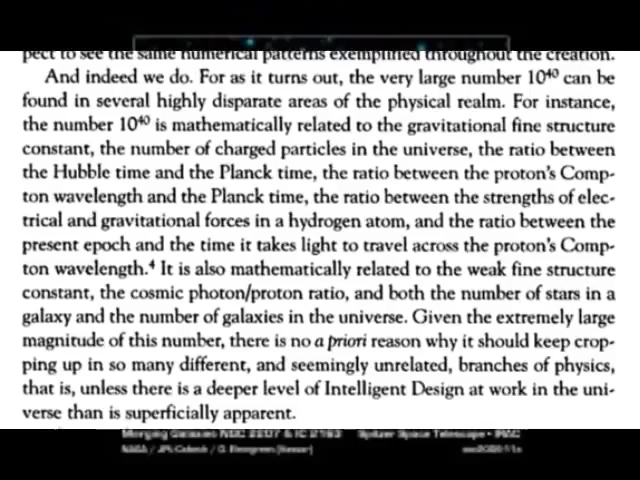 pect to see the same numerical patterns exemplified throughout the creation.
And indeed we do. For as it turns out, the very large number 10⁴⁰ can be
found in several highly disparate areas of the physical realm. For instance,
the number 10⁴⁰ is mathematically related to the gravitational fine structure
constant, the number of charged particles in the universe, the ratio between
the Hubble time and the Planck time, the ratio between the proton's Comp-
ton wavelength and the Planck time, the ratio between the strengths of elec-
trical and gravitational forces in a hydrogen atom, and the ratio between the
present epoch and the time it takes light to travel across the proton's Comp-
ton wavelength.⁴ It is also mathematically related to the weak fine structure
constant, the cosmic photon/proton ratio, and both the number of stars in a
galaxy and the number of galaxies in the universe. Given the extremely large
magnitude of this number, there is no a priori reason why it should keep crop-
ping up in so many different, and seemingly unrelated, branches of physics,
that is, unless there is a deeper level of Intelligent Design at work in the uni-
verse than is superficially apparent.
Merging Galaxies NGC 2207 & IC 2163 Spitzer Space Telescope • IRAC
NASA / JPL-Caltech /